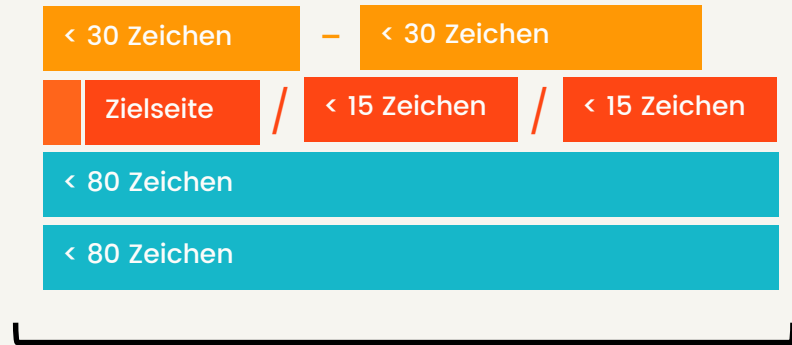 < 30 Zeichen – < 30 Zeichen
Zielseite / < 15 Zeichen / < 15 Zeichen
< 80 Zeichen
< 80 Zeichen